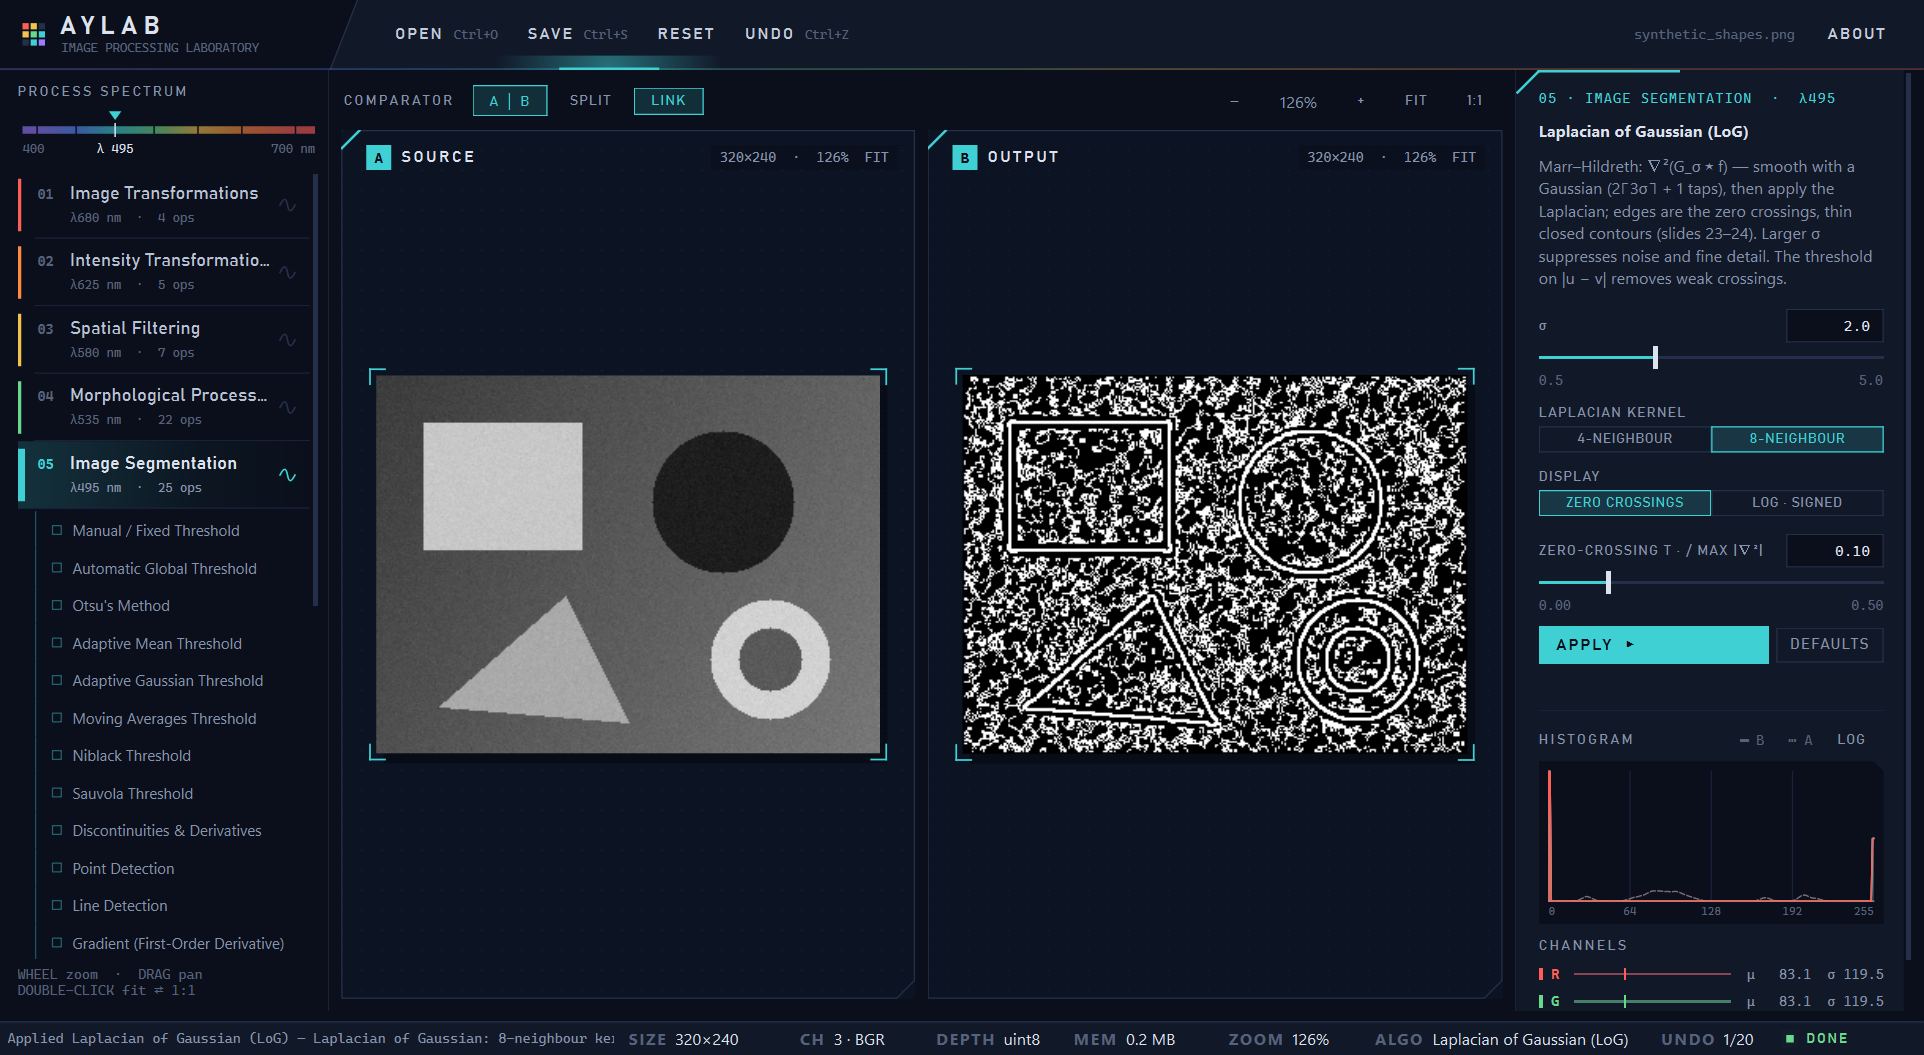 AYLAB
IMAGE PROCESSING LABORATORY
OPEN Ctrl+O SAVE Ctrl+S RESET UNDO Ctrl+Z
synthetic_shapes.png ABOUT
PROCESS SPECTRUM
400 λ 495 700 nm
01 Image Transformations
λ680 nm · 4 ops
02 Intensity Transformatio…
λ625 nm · 5 ops
03 Spatial Filtering
λ580 nm · 7 ops
04 Morphological Process…
λ535 nm · 22 ops
05 Image Segmentation
λ495 nm · 25 ops
Manual / Fixed Threshold
Automatic Global Threshold
Otsu's Method
Adaptive Mean Threshold
Adaptive Gaussian Threshold
Moving Averages Threshold
Niblack Threshold
Sauvola Threshold
Discontinuities & Derivatives
Point Detection
Line Detection
Gradient (First-Order Derivative)
WHEEL zoom · DRAG pan
DOUBLE-CLICK fit ⇄ 1:1
COMPARATOR A | B SPLIT LINK
– 126% + FIT 1:1
A SOURCE 320×240 · 126% FIT
B OUTPUT 320×240 · 126% FIT
05 · IMAGE SEGMENTATION · λ495
Laplacian of Gaussian (LoG)
Marr–Hildreth: ∇²(G_σ ⋆ f) — smooth with a
Gaussian (2⌈3σ⌉ + 1 taps), then apply the
Laplacian; edges are the zero crossings, thin
closed contours (slides 23–24). Larger σ
suppresses noise and fine detail. The threshold
on |u − v| removes weak crossings.
σ 2.0
0.5 5.0
LAPLACIAN KERNEL
4-NEIGHBOUR 8-NEIGHBOUR
DISPLAY
ZERO CROSSINGS LOG · SIGNED
ZERO-CROSSING T · / MAX |∇²| 0.10
0.00 0.50
APPLY ▸ DEFAULTS
HISTOGRAM B A LOG
0 64 128 192 255
CHANNELS
R μ 83.1 σ 119.5
G μ 83.1 σ 119.5
Applied Laplacian of Gaussian (LoG) — Laplacian of Gaussian: 8-neighbour ker
SIZE 320×240 CH 3 · BGR DEPTH uint8 MEM 0.2 MB ZOOM 126% ALGO Laplacian of Gaussian (LoG) UNDO 1/20 DONE